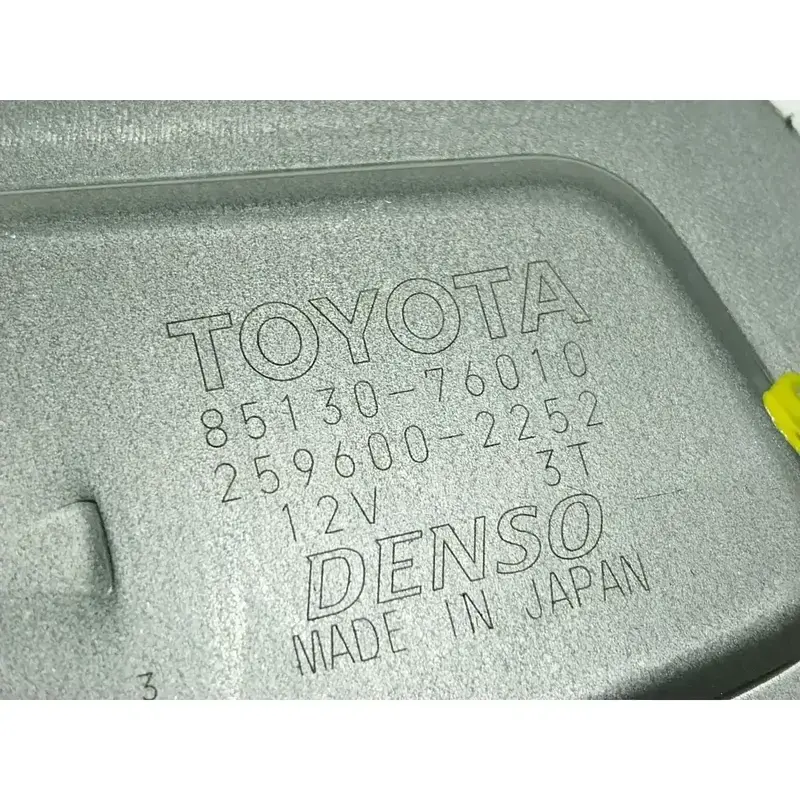 TOYOTA
85130-76010
259600-2252
12V 3T
DENSO
MADE IN JAPAN
3